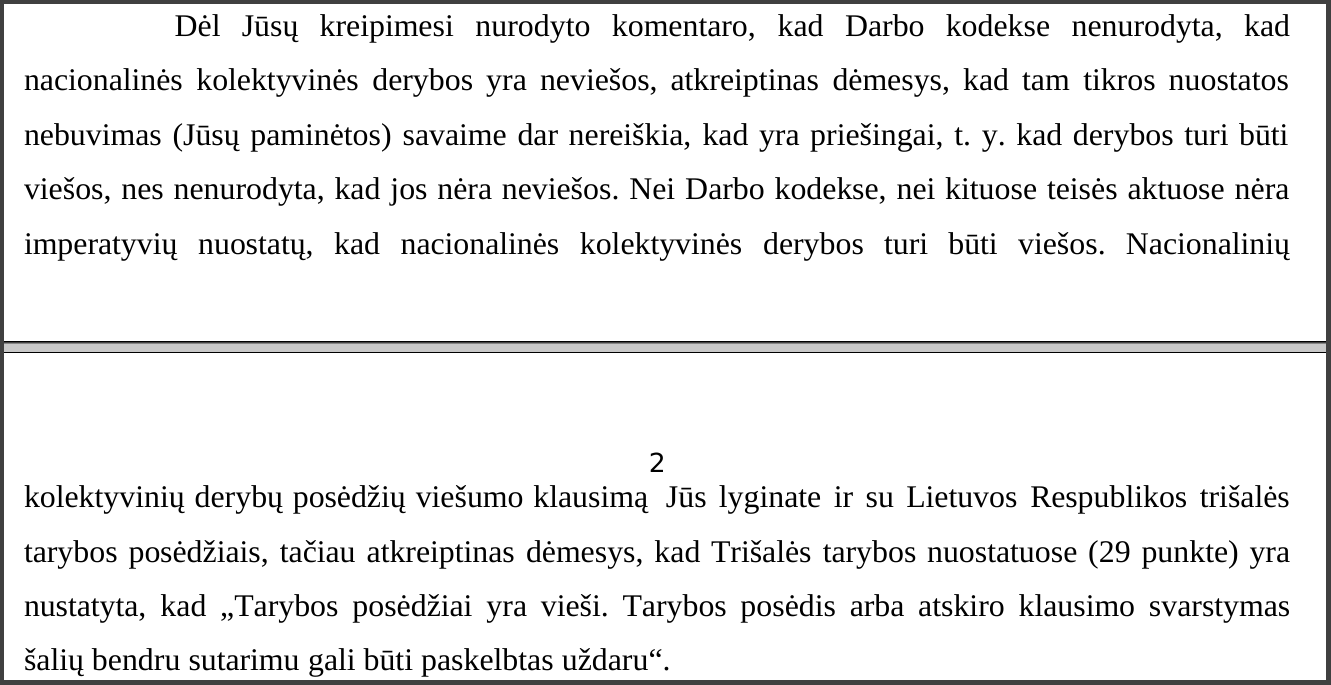 Dėl Jūsų kreipimesi nurodyto komentaro, kad Darbo kodekse nenurodyta, kad
nacionalinės kolektyvinės derybos yra neviešos, atkreiptinas dėmesys, kad tam tikros nuostatos
nebuvimas (Jūsų paminėtos) savaime dar nereiškia, kad yra priešingai, t. y. kad derybos turi būti
viešos, nes nenurodyta, kad jos nėra neviešos. Nei Darbo kodekse, nei kituose teisės aktuose nėra
imperatyvių nuostatų, kad nacionalinės kolektyvinės derybos turi būti viešos. Nacionalinių
2
kolektyvinių derybų posėdžių viešumo klausimą Jūs lyginate ir su Lietuvos Respublikos trišalės
tarybos posėdžiais, tačiau atkreiptinas dėmesys, kad Trišalės tarybos nuostatuose (29 punkte) yra
nustatyta, kad „Tarybos posėdžiai yra vieši. Tarybos posėdis arba atskiro klausimo svarstymas
šalių bendru sutarimu gali būti paskelbtas uždaru“.